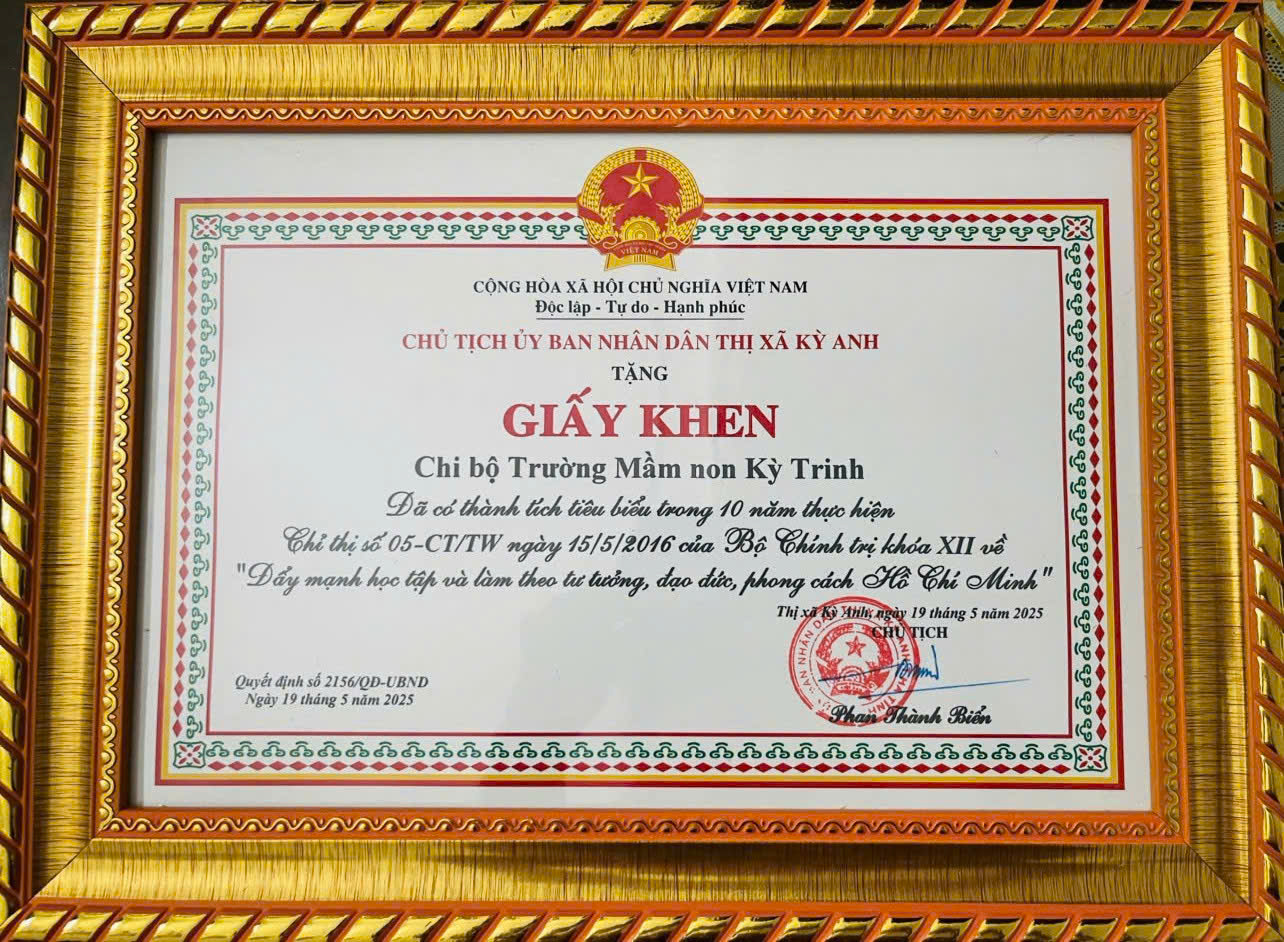 VIỆT NAM
CỘNG HÒA XÃ HỘI CHỦ NGHĨA VIỆT NAM
Độc lập - Tự do - Hạnh phúc
CHỦ TỊCH ỦY BAN NHÂN DÂN THỊ XÃ KỲ ANH
TẶNG
GIẤY KHEN
Chi bộ Trường Mầm non Kỳ Trinh
Đã có thành tích tiêu biểu trong 10 năm thực hiện
Chỉ thị số 05-CT/TW ngày 15/5/2016 của Bộ Chính trị khóa XII về
"Đẩy mạnh học tập và làm theo tư tưởng, đạo đức, phong cách Hồ Chí Minh"
Thị xã Kỳ Anh, ngày 19 tháng 5 năm 2025
CHỦ TỊCH
Quyết định số 2156/QĐ-UBND
Ngày 19 tháng 5 năm 2025
Phan Thành Biển